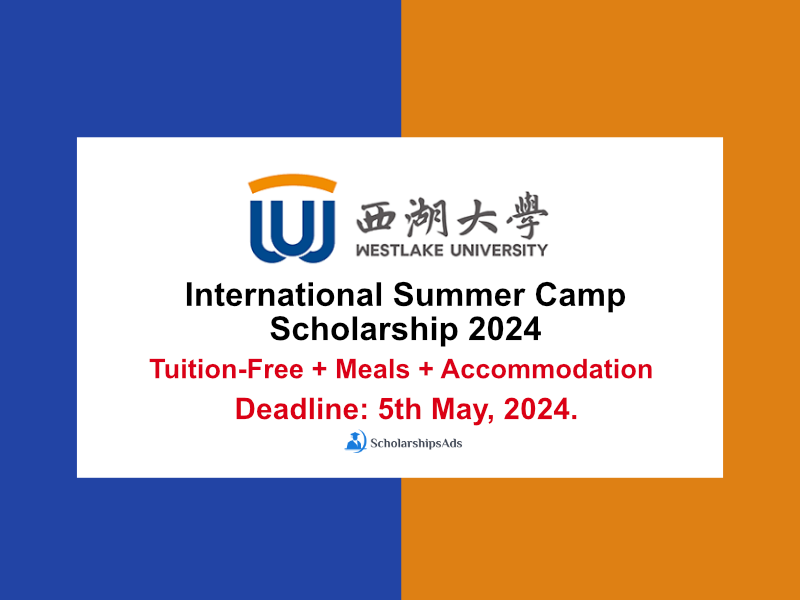 西湖大學
WESTLAKE UNIVERSITY
International Summer Camp
Scholarship 2024
Tuition-Free + Meals + Accommodation
Deadline: 5th May, 2024.
ScholarshipsAds